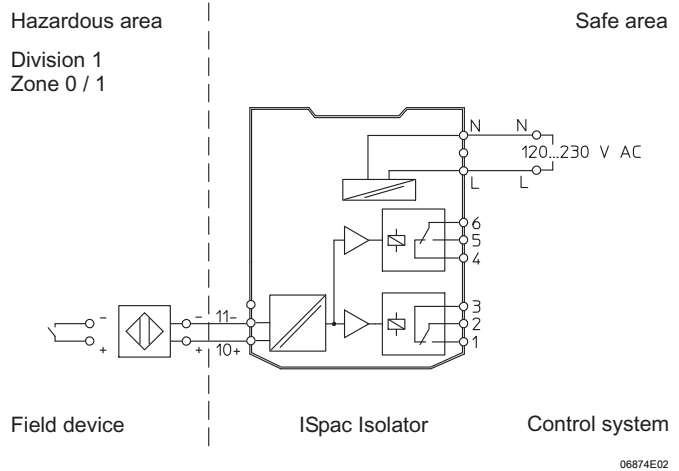 Hazardous area
Safe area
Division 1
Zone 0 / 1
N N
120...230 V AC
L L
6
5
4
3
2
1
- - 11-
+ + 10+
Field device
ISpac Isolator
Control system
06874E02